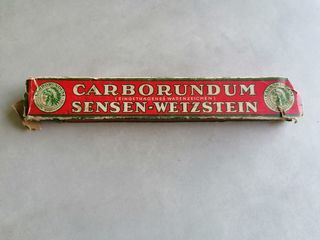 CARBORUNDUM
(EINGETRAGENES WARENZEICHEN)
SENSEN-WETZSTEIN